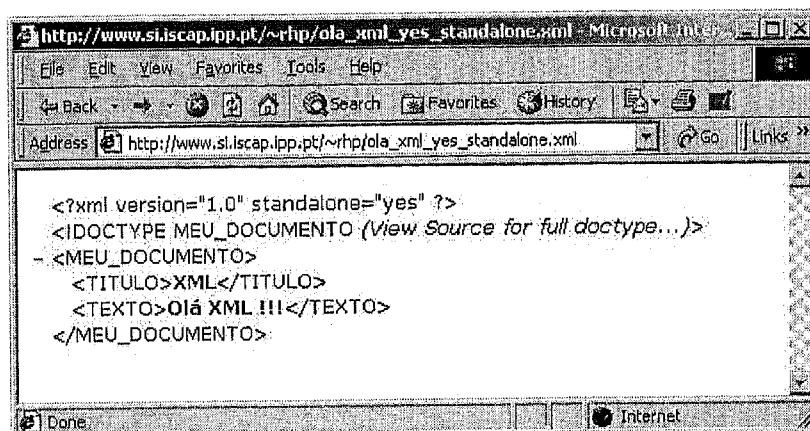 http://www.si.iscap.ipp.pt/~rhp/ola_xml_yes_standalone.xml - Microsoft Inter...
File Edit View Favorites Tools Help
Back Search Favorites History
Address http://www.si.iscap.ipp.pt/~rhp/ola_xml_yes_standalone.xml Go Links »
<?xml version="1.0" standalone="yes" ?>
<!DOCTYPE MEU_DOCUMENTO (View Source for full doctype...)>
- <MEU_DOCUMENTO>
<TITULO>XML</TITULO>
<TEXTO>Olá XML !!!</TEXTO>
</MEU_DOCUMENTO>
Done Internet